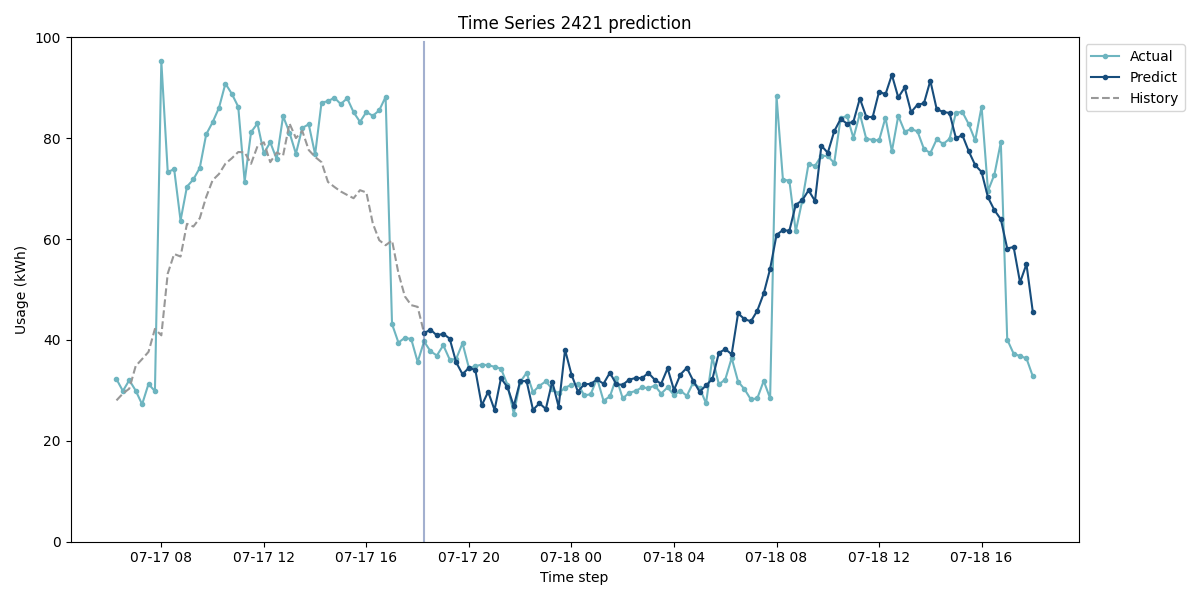 Time Series 2421 prediction
100
80
60
40
20
0
Usage (kWh)
07-17 08
07-17 12
07-17 16
07-17 20
07-18 00
07-18 04
07-18 08
07-18 12
07-18 16
Time step
Actual
Predict
History